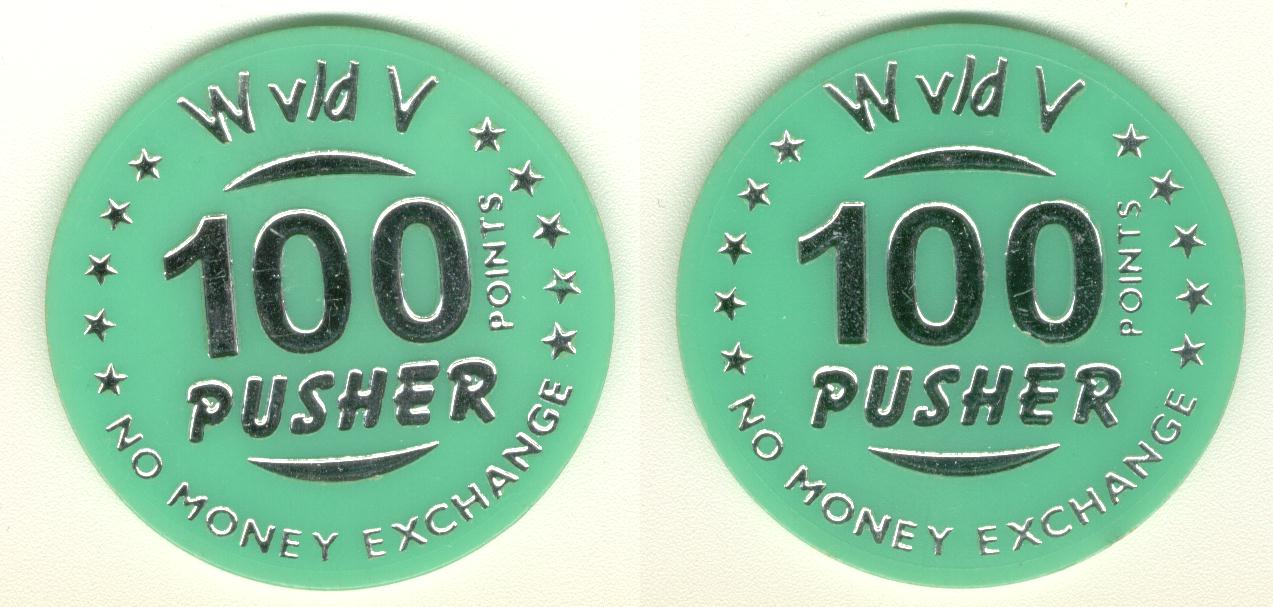 W vld V
100
POINTS
PUSHER
NO MONEY EXCHANGE
W vld V
100
POINTS
PUSHER
NO MONEY EXCHANGE